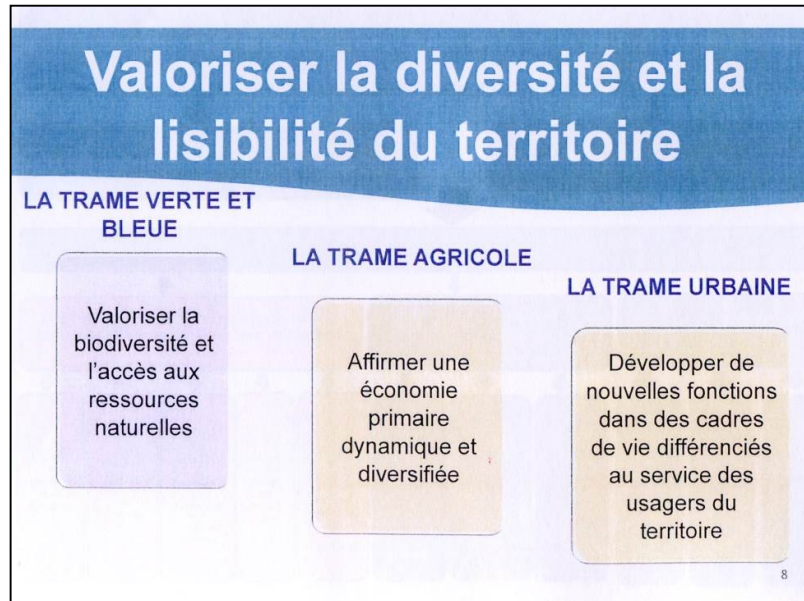 Valoriser la diversité et la
lisibilité du territoire
LA TRAME VERTE ET
BLEUE
Valoriser la
biodiversité et
l'accès aux
ressources
naturelles
LA TRAME AGRICOLE
Affirmer une
économie
primaire
dynamique et
diversifiée
LA TRAME URBAINE
Développer de
nouvelles fonctions
dans des cadres
de vie différenciés
au service des
usagers du
territoire
8